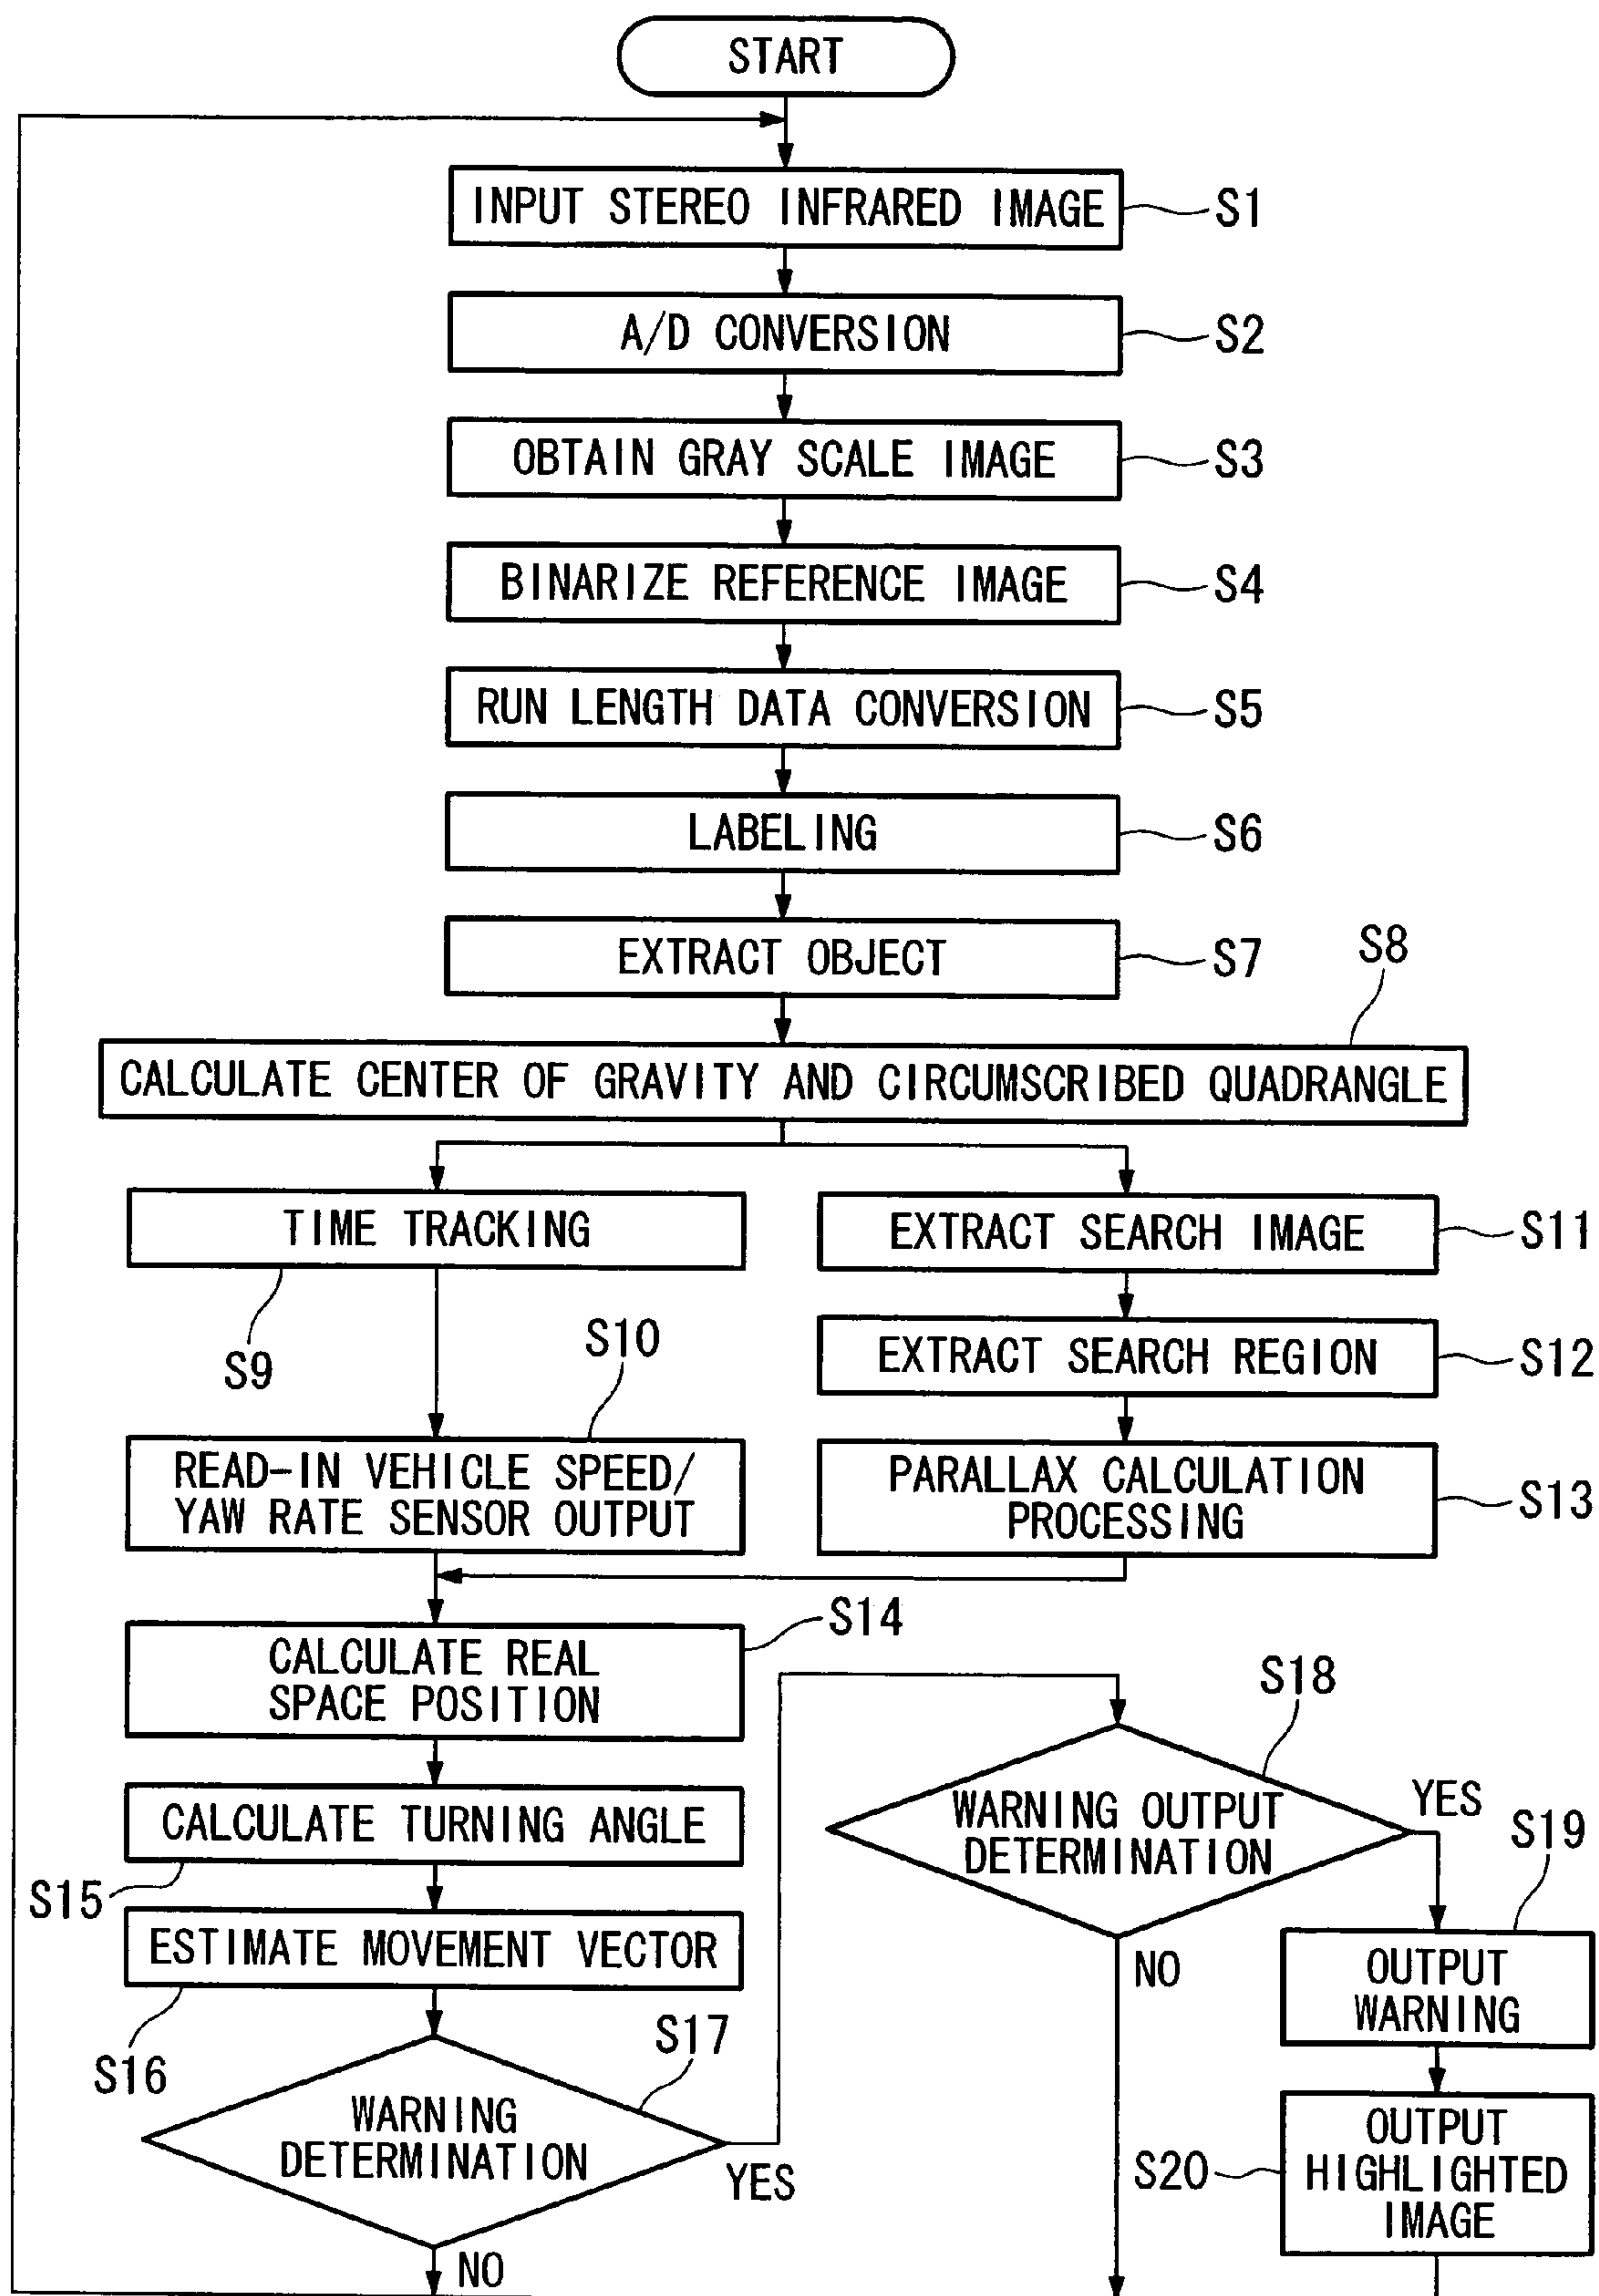 START
INPUT STEREO INFRARED IMAGE
S1
A/D CONVERSION
S2
OBTAIN GRAY SCALE IMAGE
S3
BINARIZE REFERENCE IMAGE
S4
RUN LENGTH DATA CONVERSION
S5
LABELING
S6
EXTRACT OBJECT
S7
S8
CALCULATE CENTER OF GRAVITY AND CIRCUMSCRIBED QUADRANGLE
TIME TRACKING
S9
S10
READ-IN VEHICLE SPEED/
YAW RATE SENSOR OUTPUT
EXTRACT SEARCH IMAGE
S11
EXTRACT SEARCH REGION
S12
PARALLAX CALCULATION
PROCESSING
S13
S14
CALCULATE REAL
SPACE POSITION
CALCULATE TURNING ANGLE
S15
ESTIMATE MOVEMENT VECTOR
S16
S17
WARNING
DETERMINATION
YES
NO
S18
WARNING OUTPUT
DETERMINATION
YES
NO
S19
OUTPUT
WARNING
S20
OUTPUT
HIGHLIGHTED
IMAGE